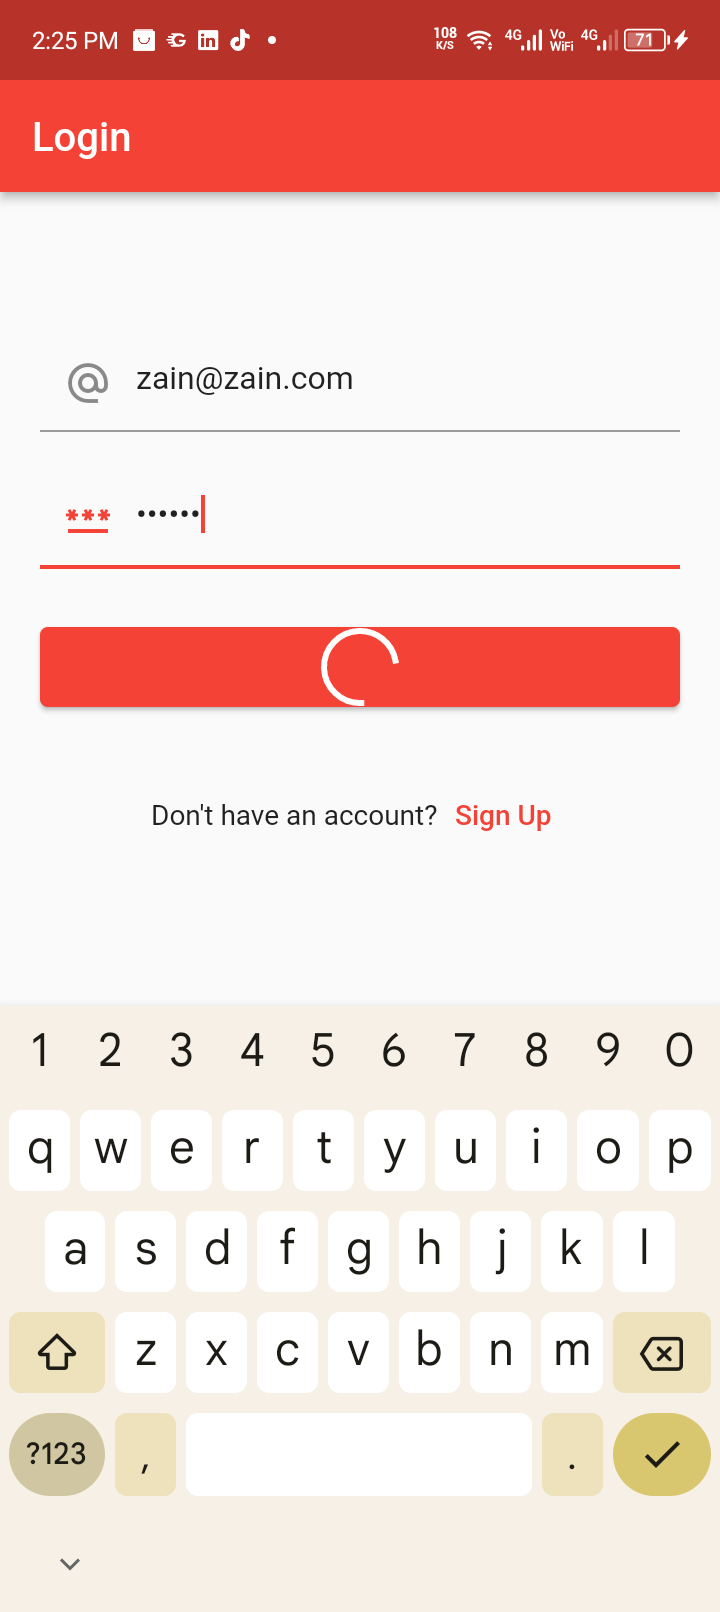 2:25 PM
108 K/S 4G Vo WiFi 4G 71
Login
zain@zain.com
***
••••••
Don't have an account? Sign Up
1 2 3 4 5 6 7 8 9 0
q w e r t y u i o p
a s d f g h j k l
z x c v b n m
?123 , .